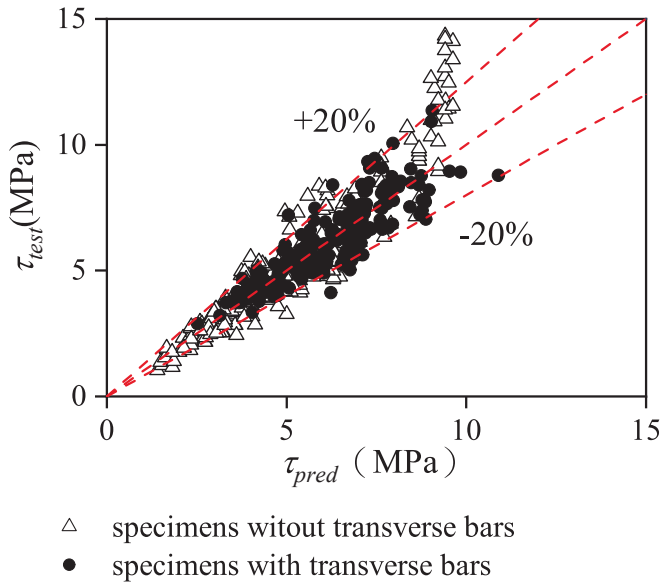 15
10
5
0
τtest(MPa)
+20%
-20%
0
5
10
15
τpred（MPa）
specimens witout transverse bars
specimens with transverse bars